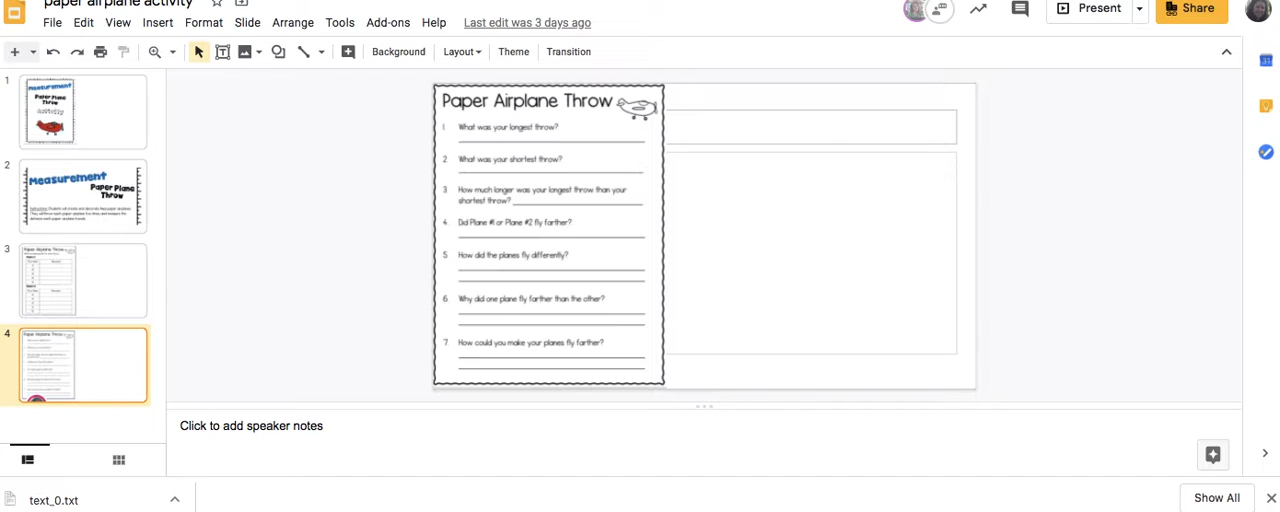 paper airplane activity
File Edit View Insert Format Slide Arrange Tools Add-ons Help Last edit was 3 days ago
Present Share
Background Layout Theme Transition
31
1
Measurement
Paper Plane
Throw
Activity
2
Measurement
Paper Plane
Throw
3
Paper Airplane Throw
4
Paper Airplane Throw
Paper Airplane Throw
1 What was your longest throw?
2 What was your shortest throw?
3 How much longer was your longest throw than your
shortest throw?
4. Did Plane #1 or Plane #2 fly farther?
5 How did the planes fly differently?
6 Why did one plane fly farther than the other?
7. How could you make your planes fly farther?
Click to add speaker notes
text_0.txt
Show All